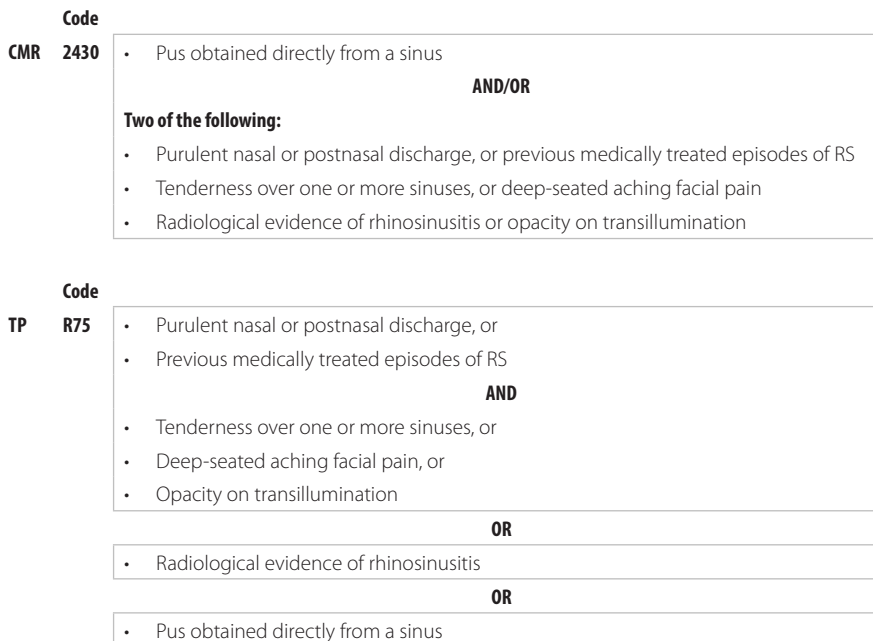 Code
CMR 2430 • Pus obtained directly from a sinus
AND/OR
Two of the following:
• Purulent nasal or postnasal discharge, or previous medically treated episodes of RS
• Tenderness over one or more sinuses, or deep-seated aching facial pain
• Radiological evidence of rhinosinusitis or opacity on transillumination
Code
TP R75 • Purulent nasal or postnasal discharge, or
• Previous medically treated episodes of RS
AND
• Tenderness over one or more sinuses, or
• Deep-seated aching facial pain, or
• Opacity on transillumination
OR
• Radiological evidence of rhinosinusitis
OR
• Pus obtained directly from a sinus